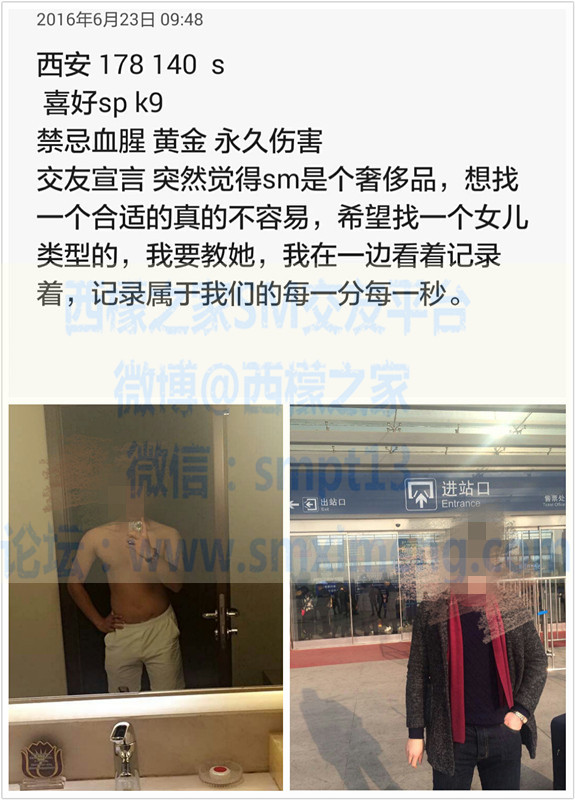 2016年6月23日 09:48
西安 178 140 s
喜好sp k9
禁忌血腥 黄金 永久伤害
交友宣言 突然觉得sm是个奢侈品，想找
一个合适的真的不容易，希望找一个女儿
类型的，我要教她，我在一边看着记录
着，记录属于我们的每一分每一秒。
西檬之家SM交友平台
微博@西檬之家
微信：smpt13
论坛：www.smximeng.com
出站口
Exit
进站口
Entrance
售票处
Ticket Office